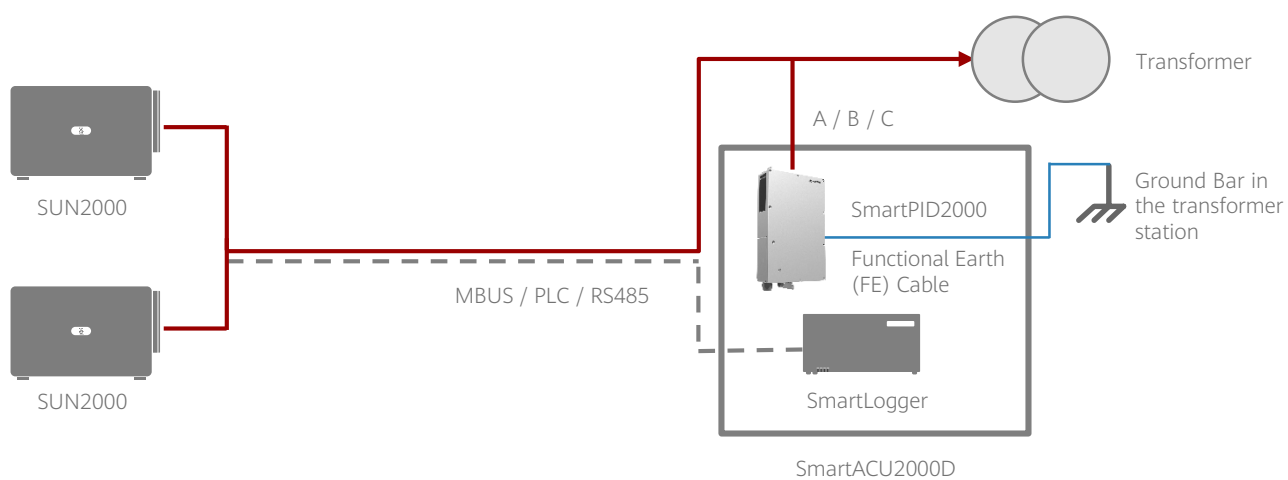 Transformer
A / B / C
SUN2000
SmartPID2000
Ground Bar in
the transformer
station
Functional Earth
(FE) Cable
MBUS / PLC / RS485
SUN2000
SmartLogger
SmartACU2000D